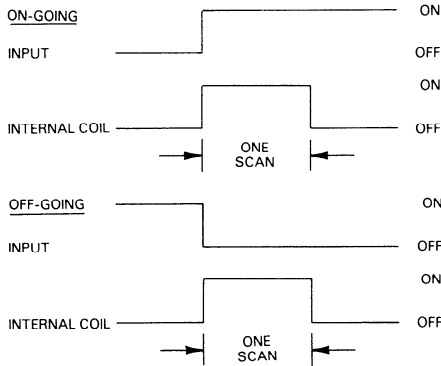 ON-GOING ON
INPUT OFF
ON
INTERNAL COIL OFF
ONE
SCAN
OFF-GOING ON
INPUT OFF
ON
INTERNAL COIL OFF
ONE
SCAN